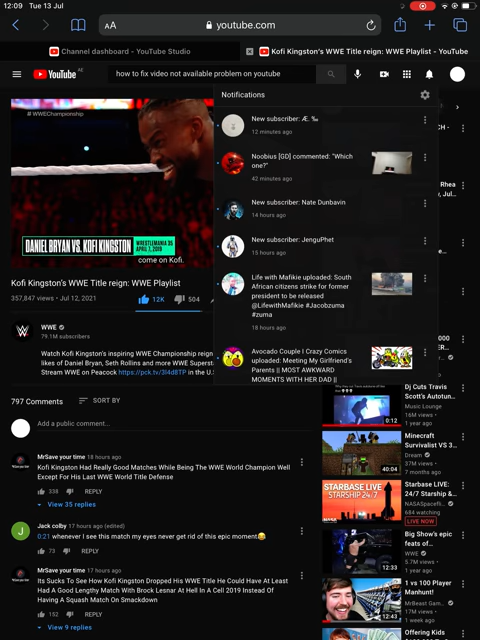 12:09 Tue 13 Jul
AA
youtube.com
Channel dashboard - YouTube Studio
Kofi Kingston's WWE Title reign: WWE Playlist - YouTube
YouTube
how to fix video not available problem on youtube
Notifications
# WWEChampionship
New subscriber: Æ. ‰
12 minutes ago
CH -
Noobius [GD] commented: "Which one?"
42 minutes ago
Rhea
Jul,
New subscriber: Nate Dunbavin
14 hours ago
New subscriber: JenguPhet
15 hours ago
DANIEL BRYAN VS. KOFI KINGSTON
WRESTLEMANIA 35
APRIL 7, 2019
come on Kofi.
Life with Mafikie uploaded: South
African citizens strike for former
president to be released
@LifewithMafikie #Jacobzuma
#zuma
18 hours ago
Kofi Kingston's WWE Title reign: WWE Playlist
357,847 views • Jul 12, 2021
12K
504
WWE
79.1M subscribers
Watch Kofi Kingston's inspiring WWE Championship reign
likes of Daniel Bryan, Seth Rollins and more WWE Superst
Stream WWE on Peacock https://pck.tv/3l4d8TP in the U.
Avocado Couple I Crazy Comics
uploaded: Meeting My Girlfriend's
Parents || MOST AWKWARD
MOMENTS WITH HER DAD ||
797 Comments
SORT BY
Add a public comment...
MrSave your time 18 hours ago
Kofi Kingston Had Really Good Matches While Being The WWE World Champion Well
Except For His Last WWE World Title Defense
338
REPLY
View 35 replies
Jack colby 17 hours ago (edited)
0:21 whenever I see this match my eyes never get rid of this epic moment😂
73
REPLY
MrSave your time 17 hours ago
Its Sucks To See How Kofi Kingston Dropped His WWE Title He Could Have At Least
Had A Good Lengthy Match With Brock Lesnar At Hell In A Cell 2019 Instead Of
Having A Squash Match On Smackdown
152
REPLY
View 9 replies
Dj Cuts Travis
Scott's Autotun...
Music Lounge
16M views •
1 year ago
0:12
Minecraft
Survivalist VS 3...
Dream
37M views •
7 months ago
40:04
STARBASE LIVE
STARSHIP 24/7
Starbase LIVE:
24/7 Starship &...
NASASpacefli...
684 watching
LIVE NOW
Big Show's epic
feats of...
WWE
5.7M views •
1 year ago
12:33
1 vs 100 Player
Manhunt!
MrBeast Gam...
17M views •
1 week ago
12:43
Offering Kids